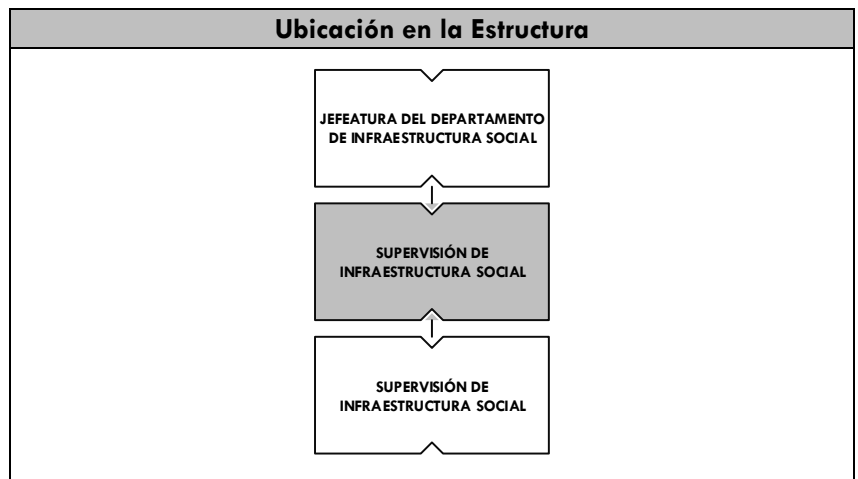 Ubicación en la Estructura
JEFEATURA DEL DEPARTAMENTO
DE INFRAESTRUCTURA SOCIAL
SUPERVISIÓN DE
INFRAESTRUCTURA SOCIAL
SUPERVISIÓN DE
INFRAESTRUCTURA SOCIAL